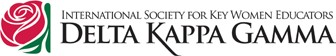 INTERNATIONAL SOCIETY FOR KEY WOMEN EDUCATORS
DELTA KAPPA GAMMA